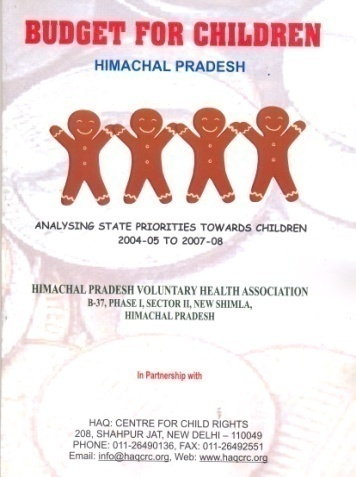 BUDGET FOR CHILDREN
HIMACHAL PRADESH
ANALYSING STATE PRIORITIES TOWARDS CHILDREN
2004-05 TO 2007-08
HIMACHAL PRADESH VOLUNTARY HEALTH ASSOCIATION
B-37, PHASE I, SECTOR II, NEW SHIMLA,
HIMACHAL PRADESH
In Partnership with
HAQ: CENTRE FOR CHILD RIGHTS
208, SHAHPUR JAT, NEW DELHI – 110049
PHONE: 011-26490136, FAX: 011-26492551
Email: info@haqcrc.org, Web: www.haqcrc.org